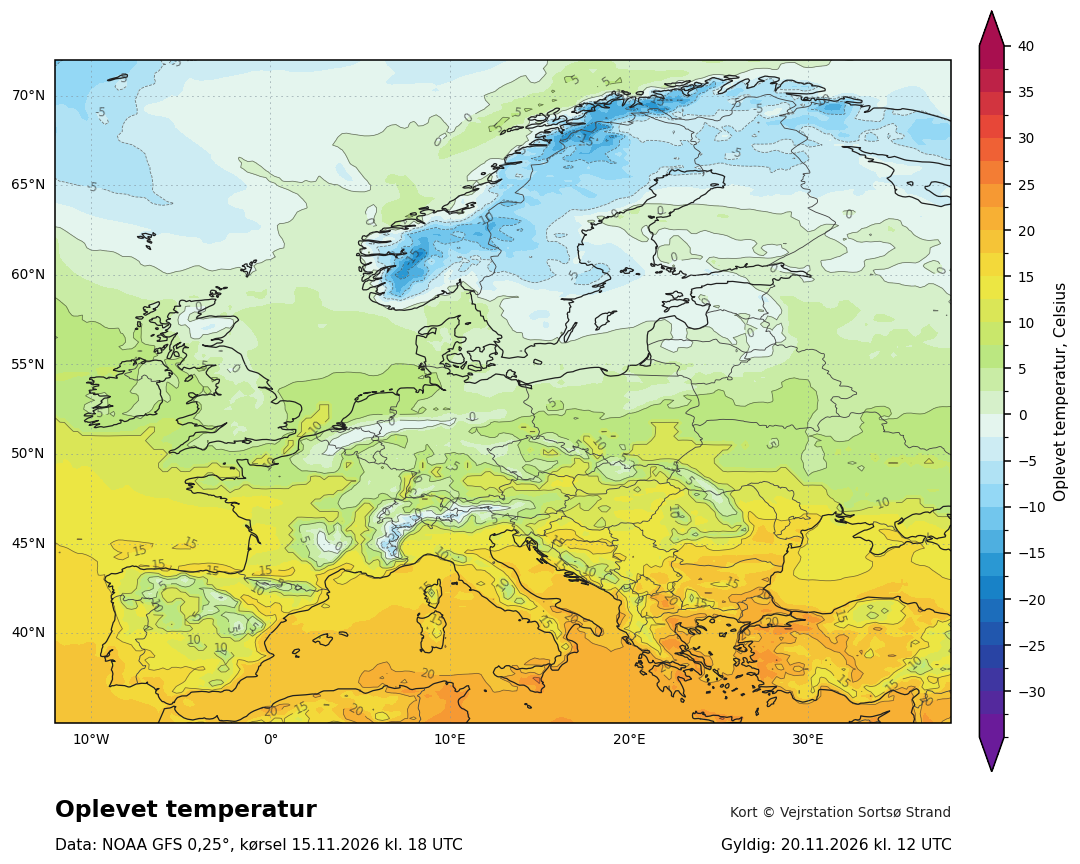 70°N
65°N
60°N
55°N
50°N
45°N
40°N
10°W 0° 10°E 20°E 30°E
40
35
30
25
20
15
10
5
0
−5
−10
−15
−20
−25
−30
Oplevet temperatur, Celsius
Oplevet temperatur
Kort © Vejrstation Sortsø Strand
Data: NOAA GFS 0,25°, kørsel 15.11.2026 kl. 18 UTC
Gyldig: 20.11.2026 kl. 12 UTC